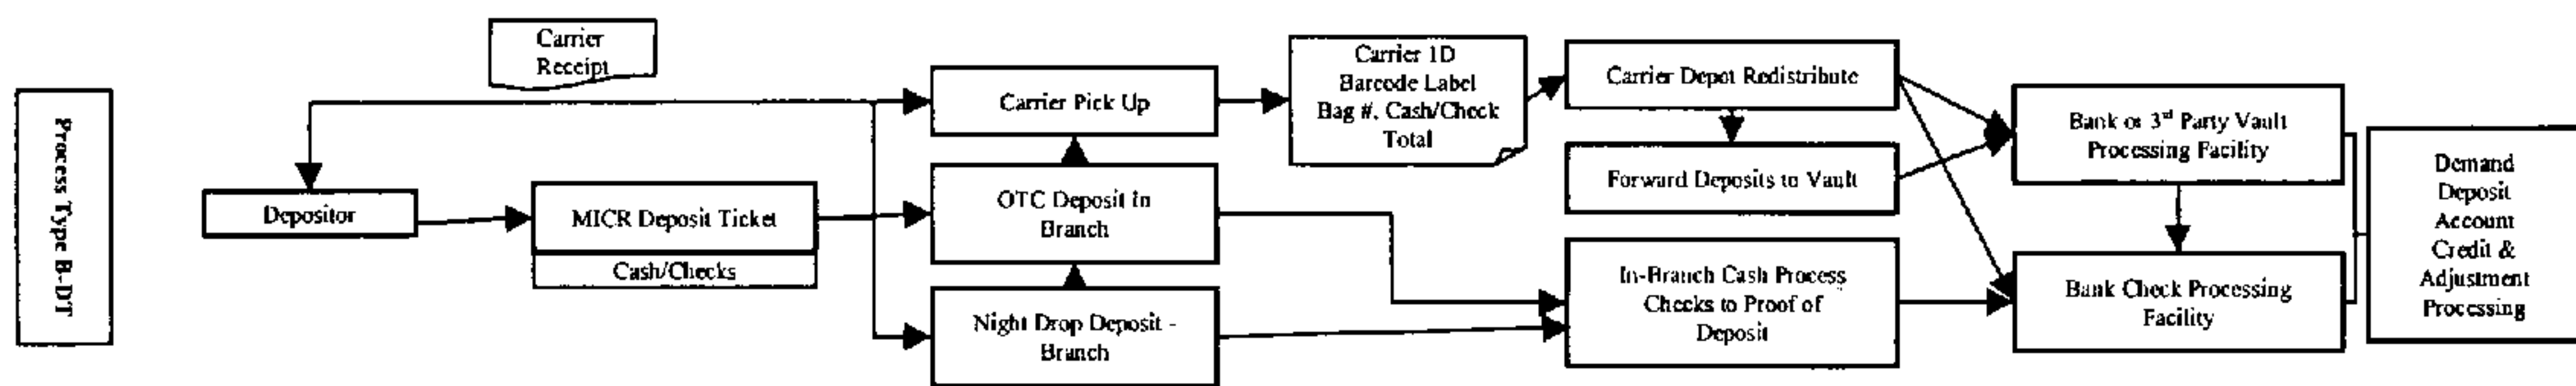 Process Type B-DT
Carrier
Receipt
Depositor
MICR Deposit Ticket
Cash/Checks
Carrier Pick Up
OTC Deposit in
Branch
Night Drop Deposit -
Branch
Carrier 1D
Barcode Label
Bag #, Cash/Check
Total
Carrier Depot Redistribute
Forward Deposits to Vault
In-Branch Cash Process
Checks to Proof of
Deposit
Bank or 3rd Party Vault
Processing Facility
Bank Check Processing
Facility
Demand
Deposit
Account
Credit &
Adjustment
Processing